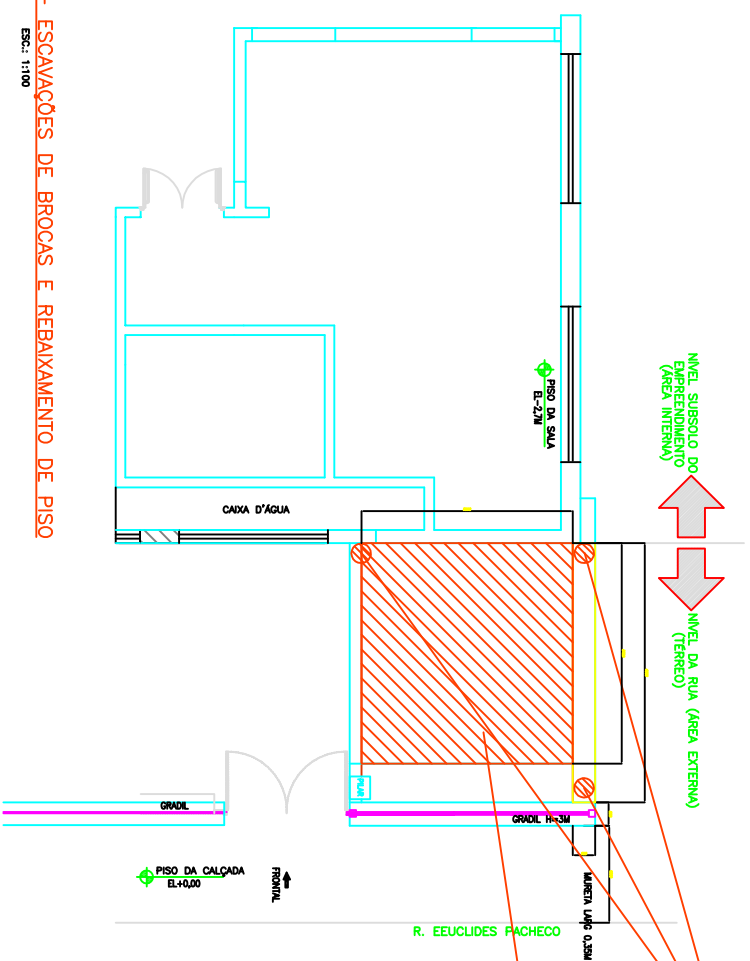 - ESCAVAÇÕES DE BROCAS E REBAIXAMENTO DE PISO
ESC.: 1:100
NÍVEL SUBSOLO DO
EMPREENDIMENTO
(ÁREA INTERNA)
PISO DA SALA
EL-2,7M
CAIXA D'ÁGUA
NÍVEL DA RUA (ÁREA EXTERNA)
(TÉRREO)
GRADIL
GRADIL H=3M
PISO DA CALÇADA
EL+0,00
FRONTAL
MURETA LARG 0,35M
R. EEUCLIDES PACHECO